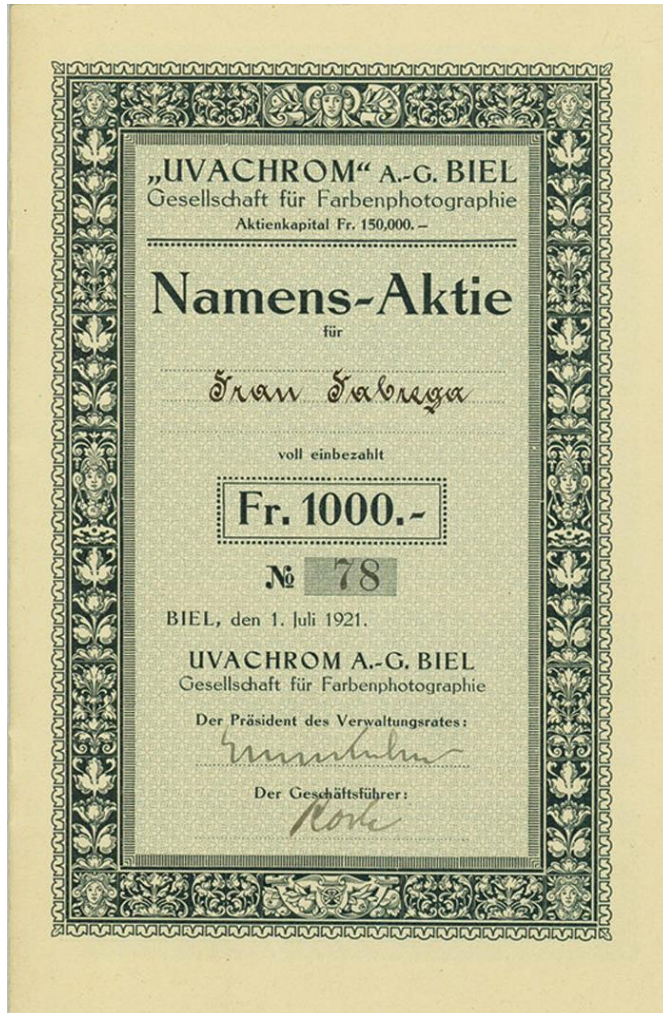 „UVACHROM“ A.-G. BIEL
Gesellschaft für Farbenphotographie
Aktienkapital Fr. 150,000.—
Namens-Aktie
für
Frau Fabrega
voll einbezahlt
Fr. 1000.-
№ 78
BIEL, den 1. Juli 1921.
UVACHROM A.-G. BIEL
Gesellschaft für Farbenphotographie
Der Präsident des Verwaltungsrates:
Der Geschäftsführer: